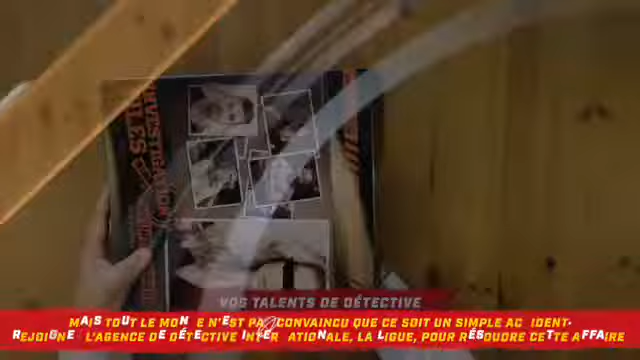 INVESTIGATION
FILES
VOS TALENTS DE DÉTECTIVE
MAIS TOUT LE MONDE N'EST PAS CONVAINCU QUE CE SOIT UN SIMPLE ACCIDENT.
REJOIGNEZ L'AGENCE DE DÉTECTIVE INTERNATIONALE, LA LIGUE, POUR RÉSOUDRE CETTE AFFAIRE